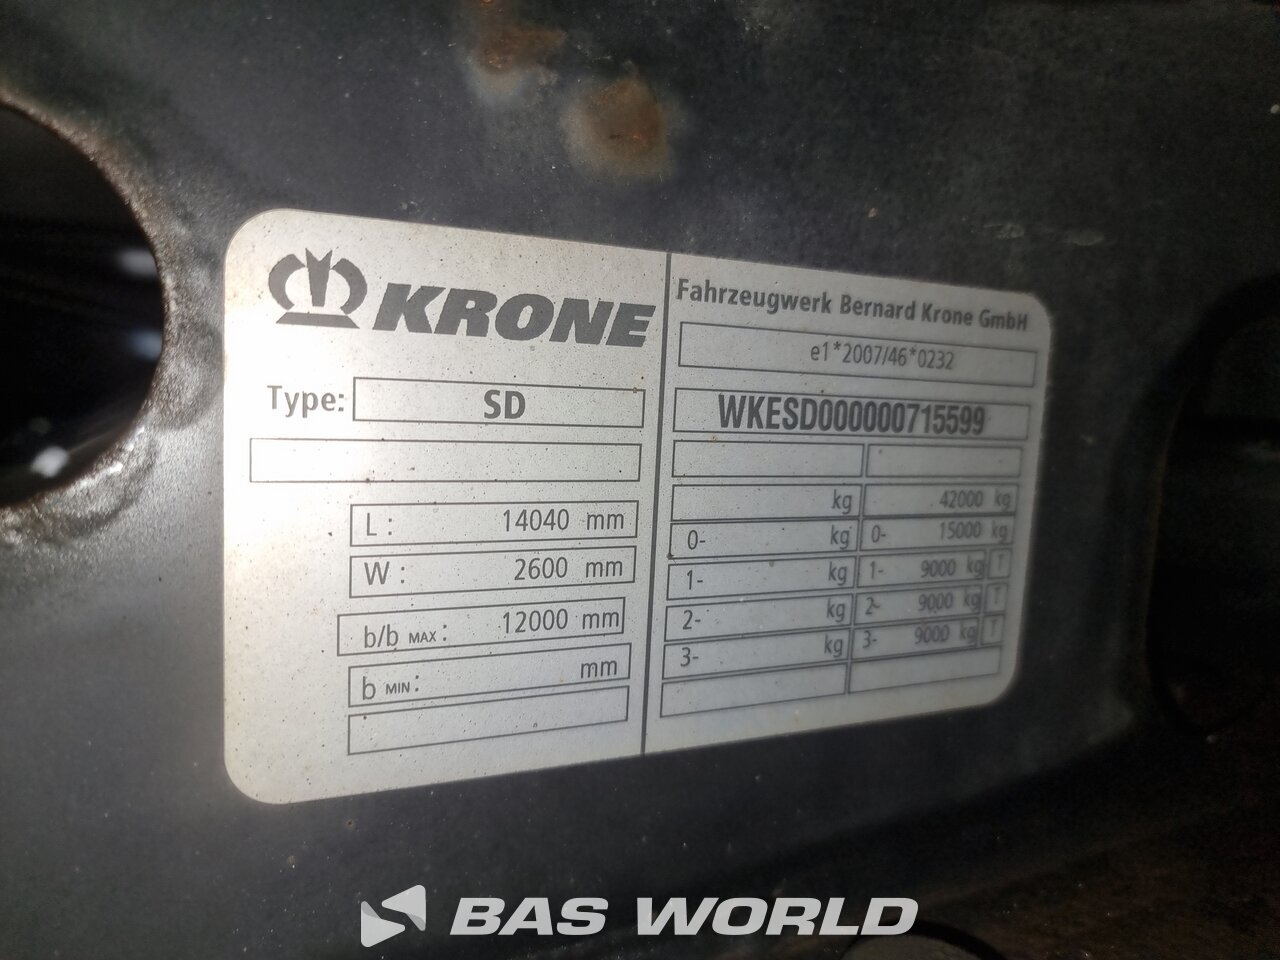 KRONE
Type: SD
L: 14040 mm
W: 2600 mm
b/b MAX: 12000 mm
b MIN: mm
Fahrzeugwerk Bernard Krone GmbH
e1*2007/46*0232
WKESD000000715599
kg 42000 kg
0- kg 0- 15000 kg
1- kg 1- 9000 kg T
2- kg 2- 9000 kg T
3- kg 3- 9000 kg T
BAS WORLD